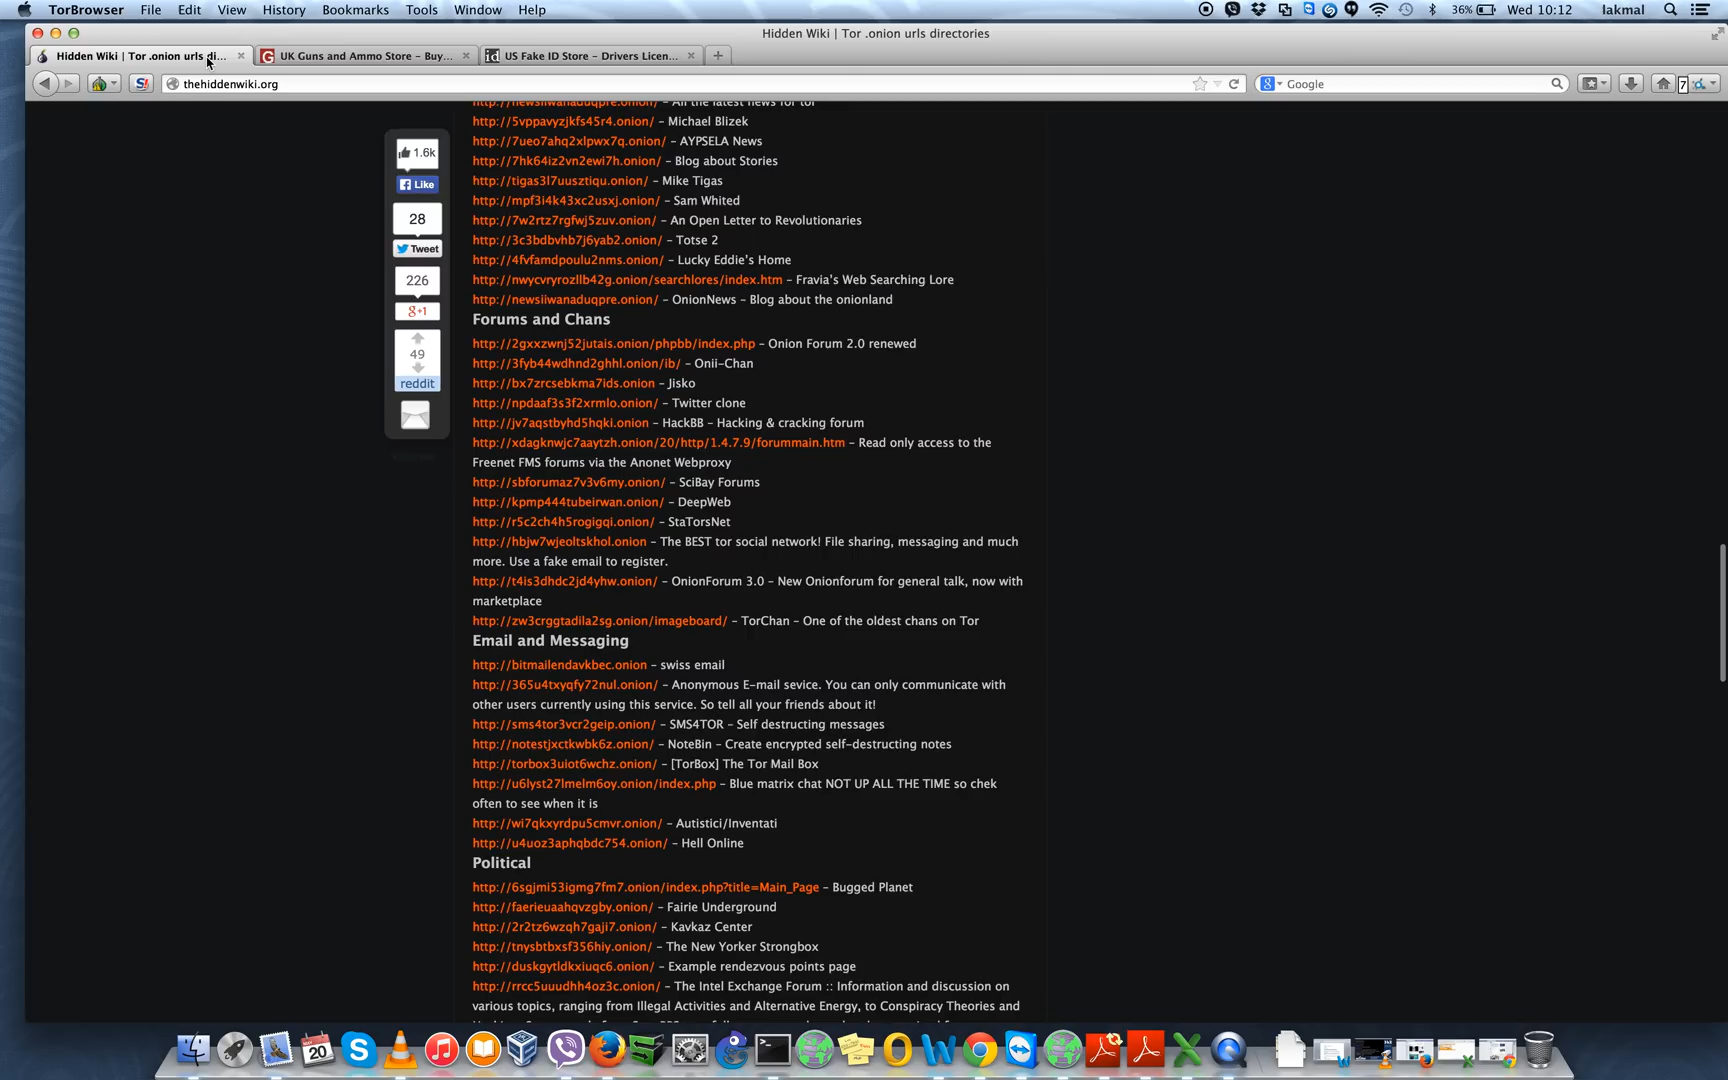 TorBrowser File Edit View History Bookmarks Tools Window Help 36% Wed 10:12 lakmal
Hidden Wiki | Tor .onion urls directories
Hidden Wiki | Tor .onion urls di... UK Guns and Ammo Store – Buy... US Fake ID Store – Drivers Licen...
thehiddenwiki.org Google 7
http://newsiiwanaduqpre.onion/ – All the latest news for tor
http://5vppavyzjkfs45r4.onion/ – Michael Blizek
http://7ueo7ahq2xlpwx7q.onion/ – AYPSELA News
http://7hk64iz2vn2ewi7h.onion/ – Blog about Stories
http://tigas3l7uusztiqu.onion/ – Mike Tigas
http://mpf3i4k43xc2usxj.onion/ – Sam Whited
http://7w2rtz7rgfwj5zuv.onion/ – An Open Letter to Revolutionaries
http://3c3bdbvhb7j6yab2.onion/ – Totse 2
http://4fvfamdpoulu2nms.onion/ – Lucky Eddie's Home
http://nwycvryrozllb42g.onion/searchlores/index.htm – Fravia's Web Searching Lore
http://newsiiwanaduqpre.onion/ – OnionNews – Blog about the onionland
Forums and Chans
http://2gxxzwnj52jutais.onion/phpbb/index.php – Onion Forum 2.0 renewed
http://3fyb44wdhnd2ghhl.onion/ib/ – Onii-Chan
http://bx7zrcsebkma7ids.onion – Jisko
http://npdaaf3s3f2xrmlo.onion/ – Twitter clone
http://jv7aqstbyhd5hqki.onion – HackBB – Hacking & cracking forum
http://xdagknwjc7aaytzh.onion/20/http/1.4.7.9/forummain.htm – Read only access to the
Freenet FMS forums via the Anonet Webproxy
http://sbforumaz7v3v6my.onion/ – SciBay Forums
http://kpmp444tubeirwan.onion/ – DeepWeb
http://r5c2ch4h5rogigqi.onion/ – StaTorsNet
http://hbjw7wjeoltskhol.onion – The BEST tor social network! File sharing, messaging and much
more. Use a fake email to register.
http://t4is3dhdc2jd4yhw.onion/ – OnionForum 3.0 – New Onionforum for general talk, now with
marketplace
http://zw3crggtadila2sg.onion/imageboard/ – TorChan – One of the oldest chans on Tor
Email and Messaging
http://bitmailendavkbec.onion – swiss email
http://365u4txyqfy72nul.onion/ – Anonymous E-mail sevice. You can only communicate with
other users currently using this service. So tell all your friends about it!
http://sms4tor3vcr2geip.onion/ – SMS4TOR – Self destructing messages
http://notestjxctkwbk6z.onion/ – NoteBin – Create encrypted self-destructing notes
http://torbox3uiot6wchz.onion/ – [TorBox] The Tor Mail Box
http://u6lyst27lmelm6oy.onion/index.php – Blue matrix chat NOT UP ALL THE TIME so chek
often to see when it is
http://wi7qkxyrdpu5cmvr.onion/ – Autistici/Inventati
http://u4uoz3aphqbdc754.onion/ – Hell Online
Political
http://6sgjmi53igmg7fm7.onion/index.php?title=Main_Page – Bugged Planet
http://faerieuaahqvzgby.onion/ – Fairie Underground
http://2r2tz6wzqh7gaji7.onion/ – Kavkaz Center
http://tnysbtbxsf356hiy.onion/ – The New Yorker Strongbox
http://duskgytldkxiuqc6.onion/ – Example rendezvous points page
http://rrcc5uuudhh4oz3c.onion/ – The Intel Exchange Forum :: Information and discussion on
various topics, ranging from Illegal Activities and Alternative Energy, to Conspiracy Theories and
1.6k
Like
28
Tweet
226
g+1
49
reddit
20